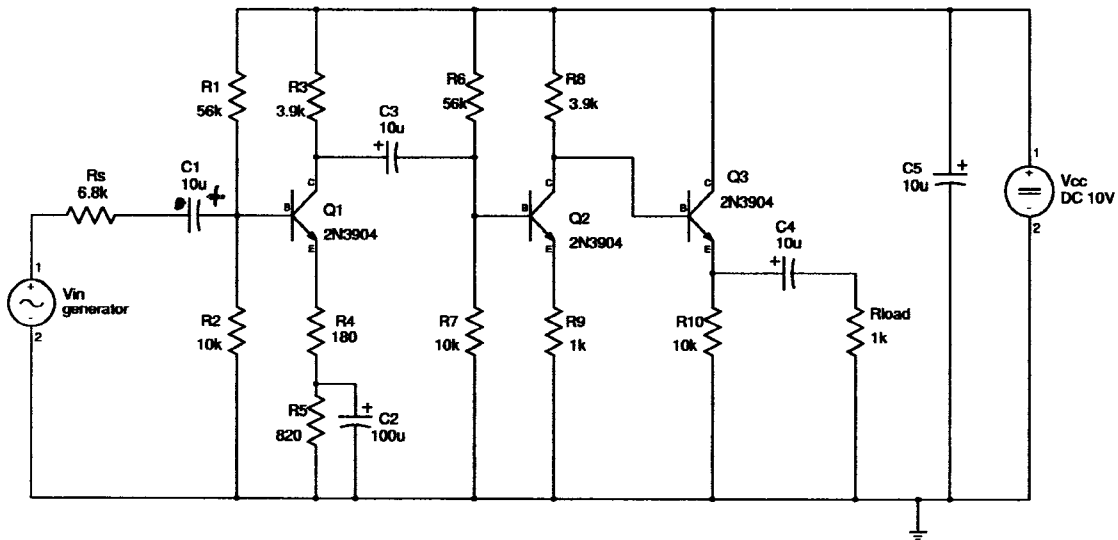 R1
56k
R3
3.9k
R6
56k
R8
3.9k
C3
10u
+
Rs
6.8k
C1
10u
+
C
B
E
Q1
2N3904
C
B
E
Q2
2N3904
C
B
E
Q3
2N3904
C4
10u
+
C5
10u
+
1
+
-
2
Vcc
DC 10V
1
+
-
2
Vin
generator
R2
10k
R4
180
R7
10k
R9
1k
R10
10k
Rload
1k
R5
820
+
C2
100u